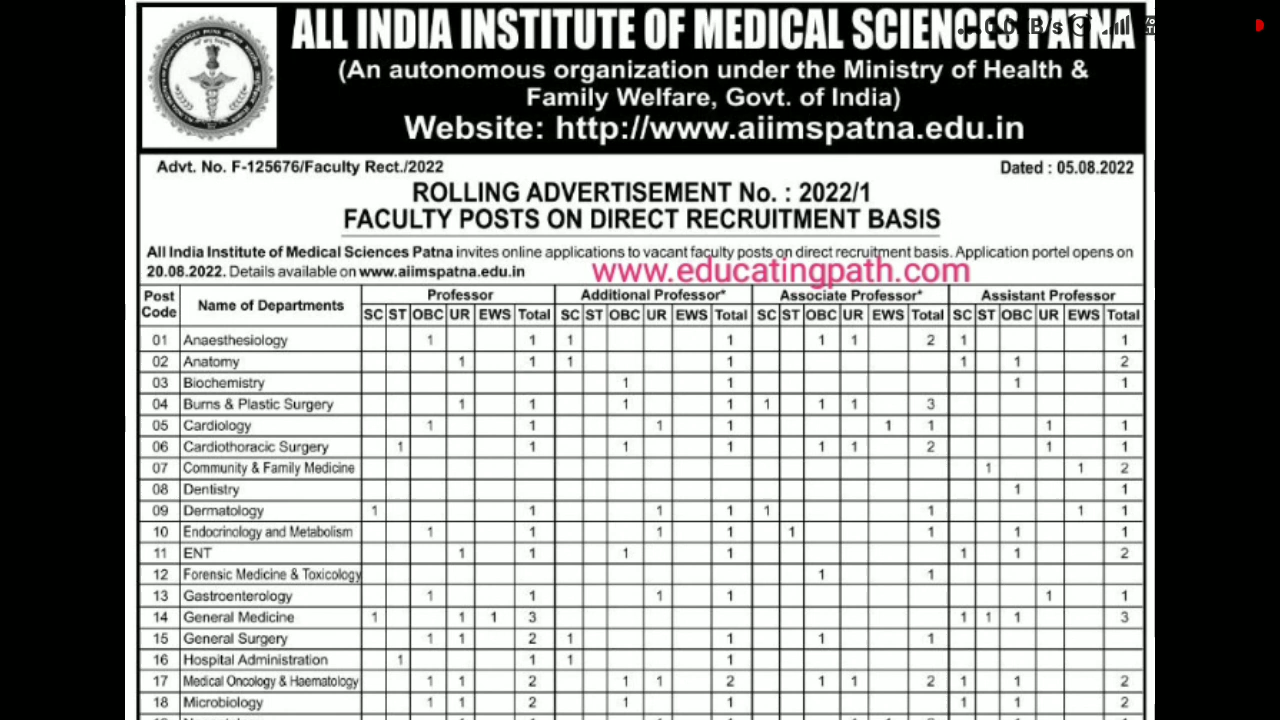 ALL INDIA INSTITUTE OF MEDICAL SCIENCES PATNA
(An autonomous organization under the Ministry of Health &
Family Welfare, Govt. of India)
Website: http://www.aiimspatna.edu.in
Advt. No. F-125676/Faculty Rect./2022 Dated : 05.08.2022
ROLLING ADVERTISEMENT No. : 2022/1
FACULTY POSTS ON DIRECT RECRUITMENT BASIS
All India Institute of Medical Sciences Patna invites online applications to vacant faculty posts on direct recruitment basis. Application portel opens on
20.08.2022. Details available on www.aiimspatna.edu.in
www.educatingpath.com
Post Code Name of Departments Professor Additional Professor* Associate Professor* Assistant Professor
SC ST OBC UR EWS Total SC ST OBC UR EWS Total SC ST OBC UR EWS Total SC ST OBC UR EWS Total
01 Anaesthesiology 1 1 1 1 1 1 2 1 1
02 Anatomy 1 1 1 1 1 1 2
03 Biochemistry 1 1 1 1
04 Burns & Plastic Surgery 1 1 1 1 1 1 1 3
05 Cardiology 1 1 1 1 1 1 1 1
06 Cardiothoracic Surgery 1 1 1 1 1 1 2 1 1
07 Community & Family Medicine 1 1 2
08 Dentistry 1 1
09 Dermatology 1 1 1 1 1 1 1 1
10 Endocrinology and Metabolism 1 1 1 1 1 1 1 1
11 ENT 1 1 1 1 1 1 2
12 Forensic Medicine & Toxicology 1 1
13 Gastroenterology 1 1 1 1 1 1
14 General Medicine 1 1 1 3 1 1 1 3
15 General Surgery 1 1 2 1 1 1 1
16 Hospital Administration 1 1 1 1
17 Medical Oncology & Haematology 1 1 2 1 1 2 1 1 2 1 1 2
18 Microbiology 1 1 2 1 1 1 1 2